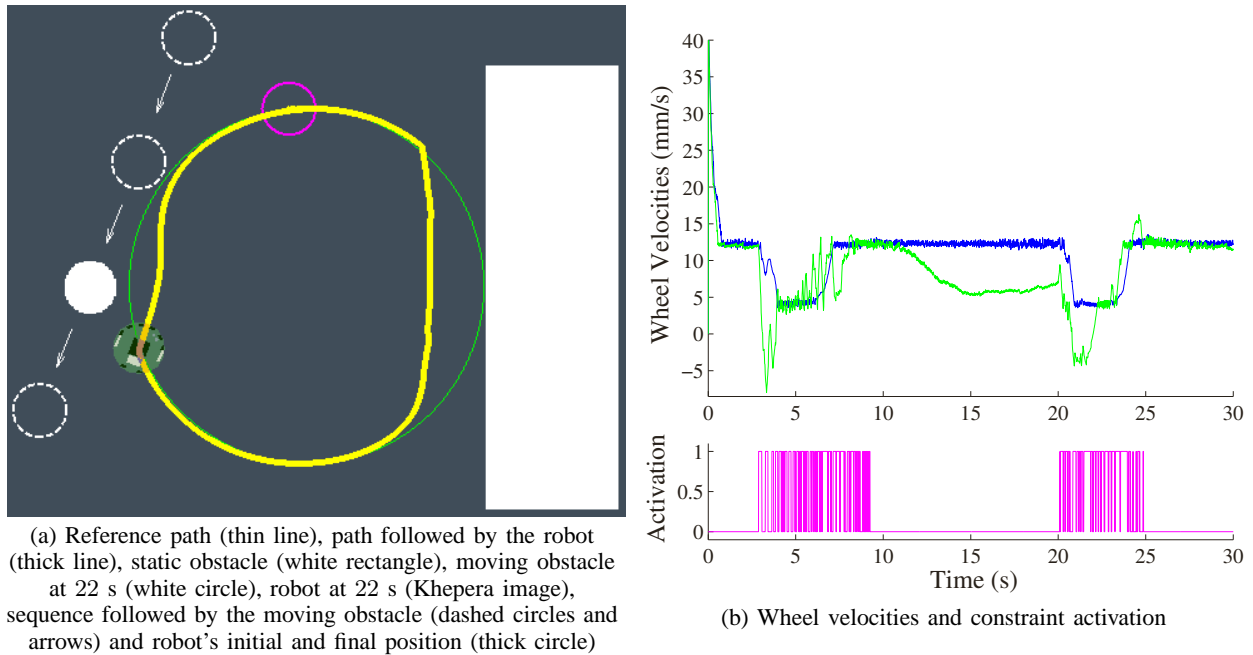 (a) Reference path (thin line), path followed by the robot
(thick line), static obstacle (white rectangle), moving obstacle
at 22 s (white circle), robot at 22 s (Khepera image),
sequence followed by the moving obstacle (dashed circles and
arrows) and robot's initial and final position (thick circle)
Wheel Velocities (mm/s)
40
35
30
25
20
15
10
5
0
−5
0 5 10 15 20 25 30
Activation
1
0.5
0
0 5 10 15 20 25 30
Time (s)
(b) Wheel velocities and constraint activation